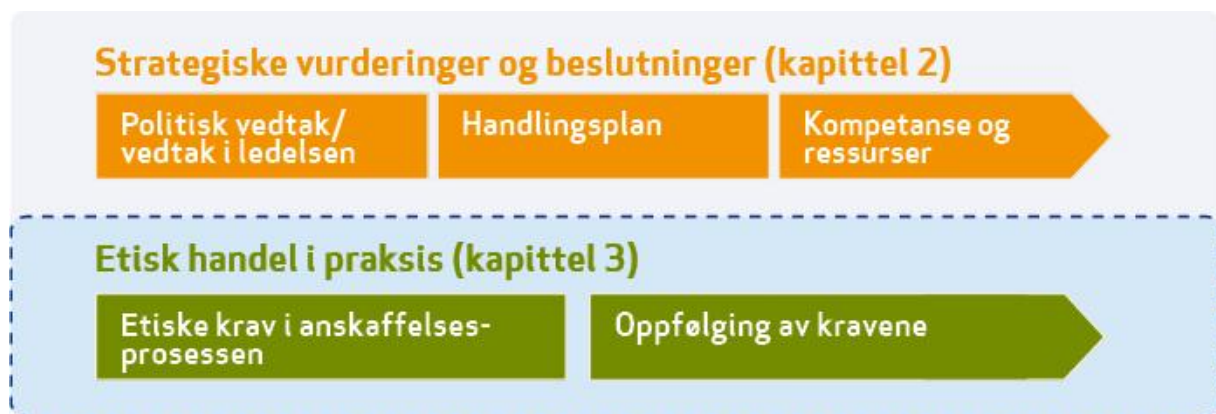 Strategiske vurderinger og beslutninger (kapittel 2)
Politisk vedtak/
vedtak i ledelsen
Handlingsplan
Kompetanse og
ressurser
Etisk handel i praksis (kapittel 3)
Etiske krav i anskaffelses-
prosessen
Oppfølging av kravene